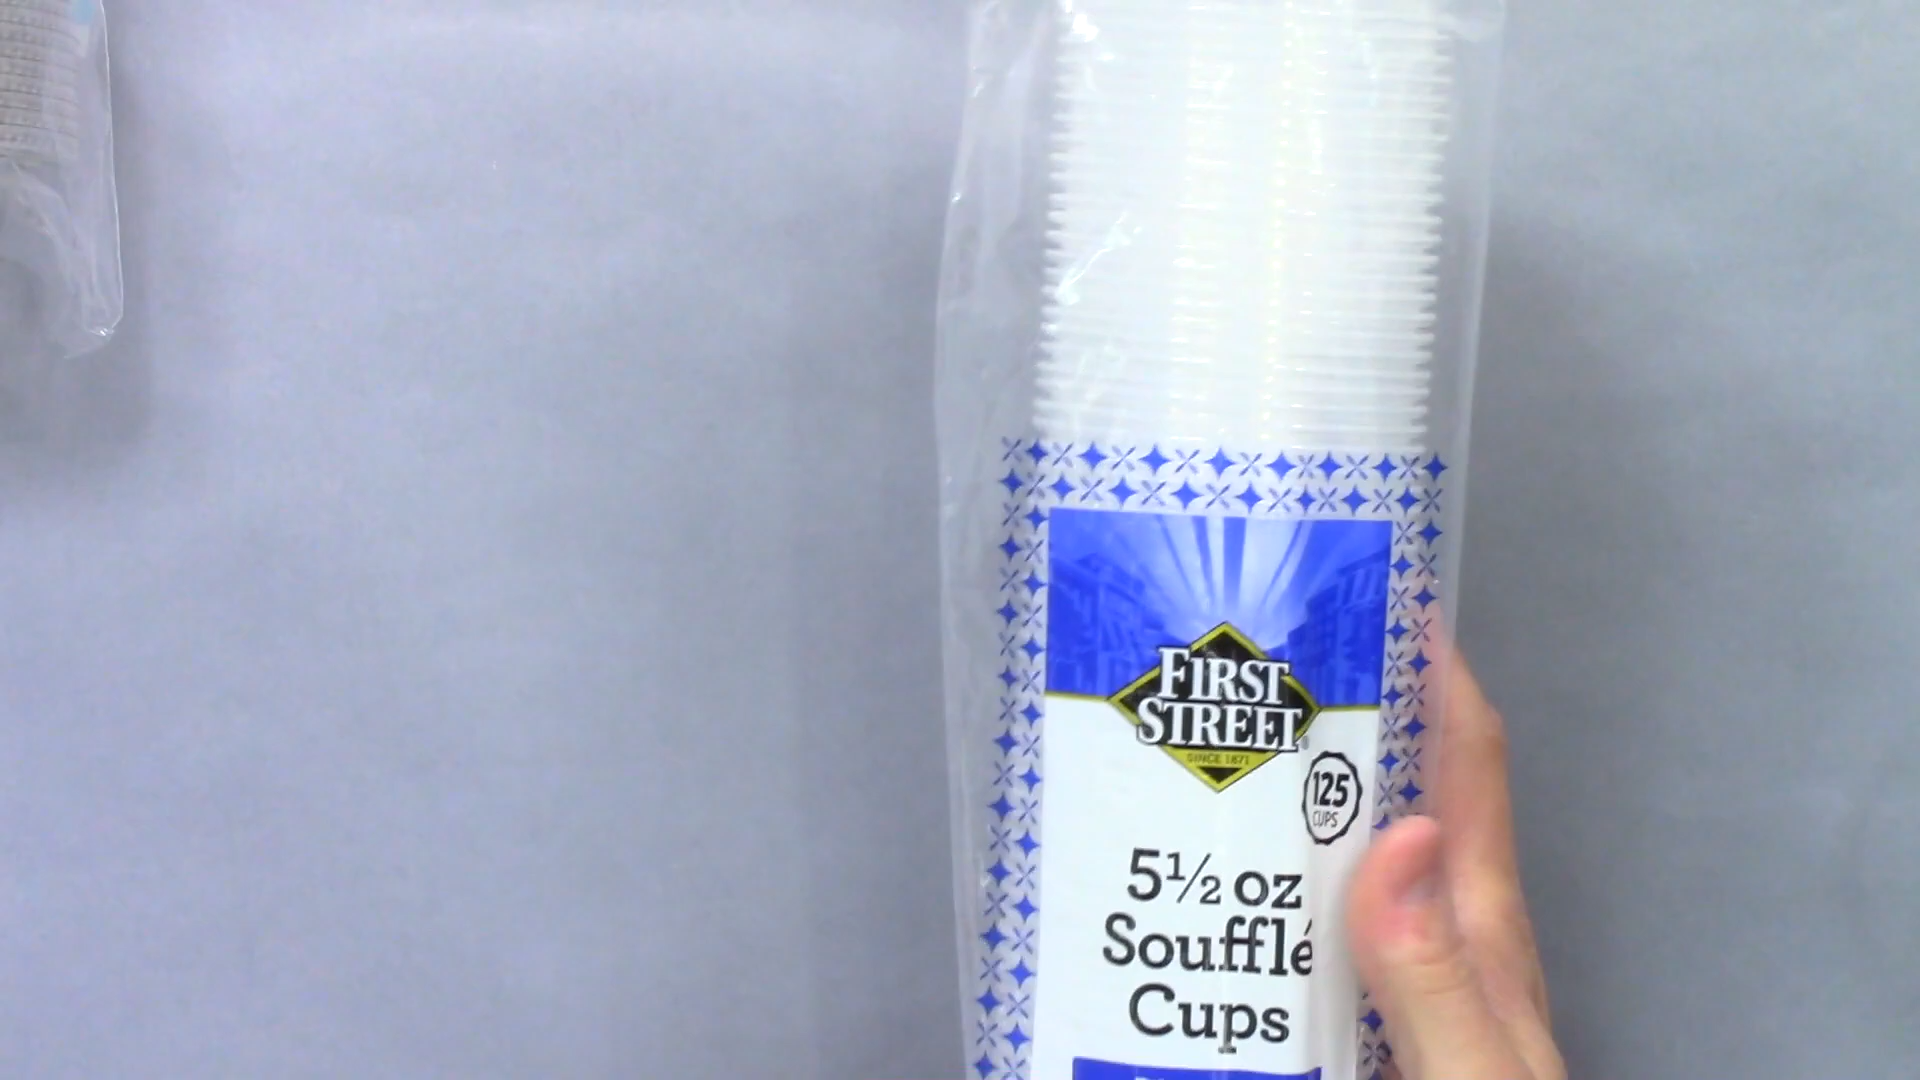 FIRST
STREET®
SINCE 1871
125
CUPS
5½ oz
Soufflé
Cups